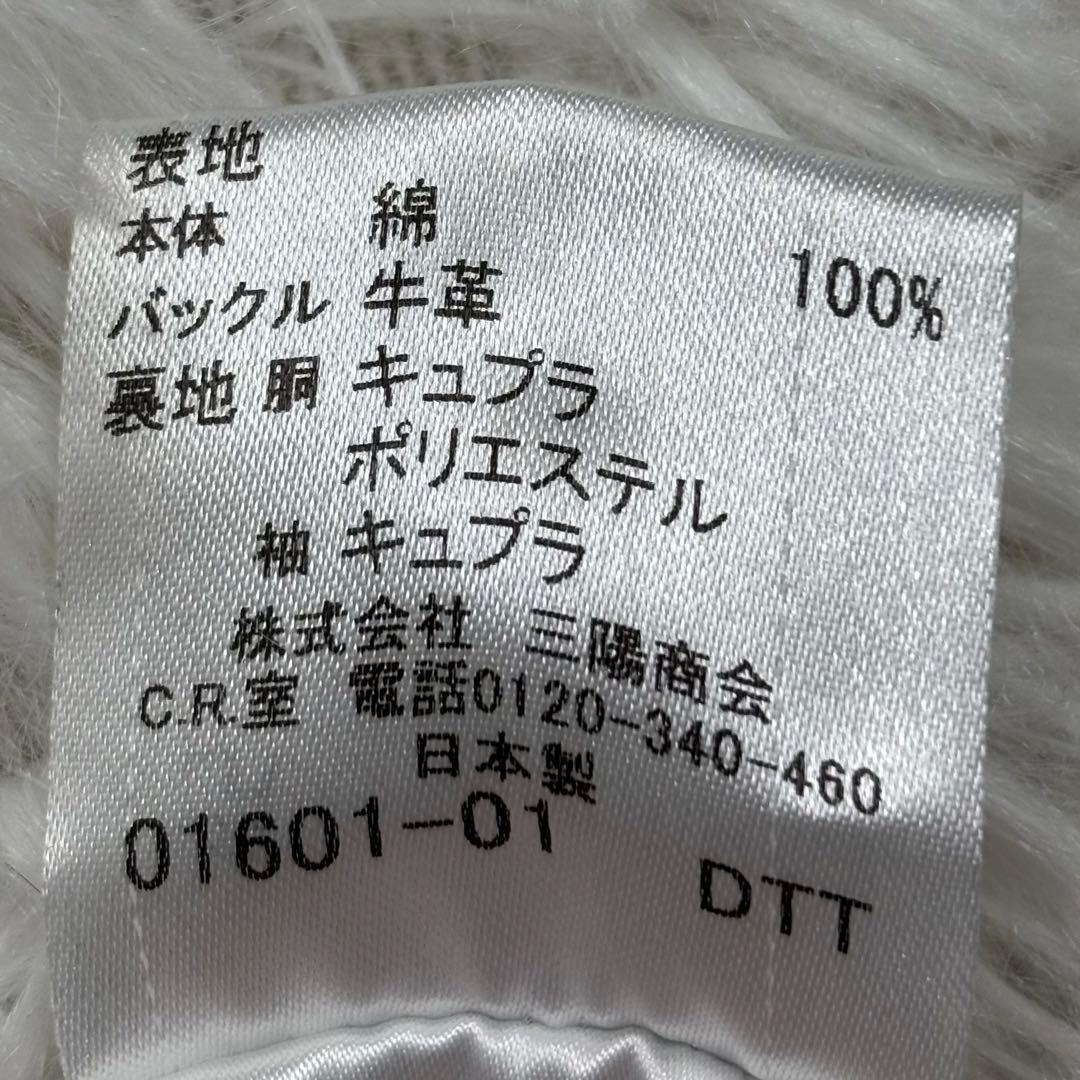 表地
本体 綿 100%
バックル 牛革
裏地 胴 キュプラ
ポリエステル
袖 キュプラ
株式会社 三陽商会
C.R.室 電話0120-340-460
日本製
01601-01
DTT